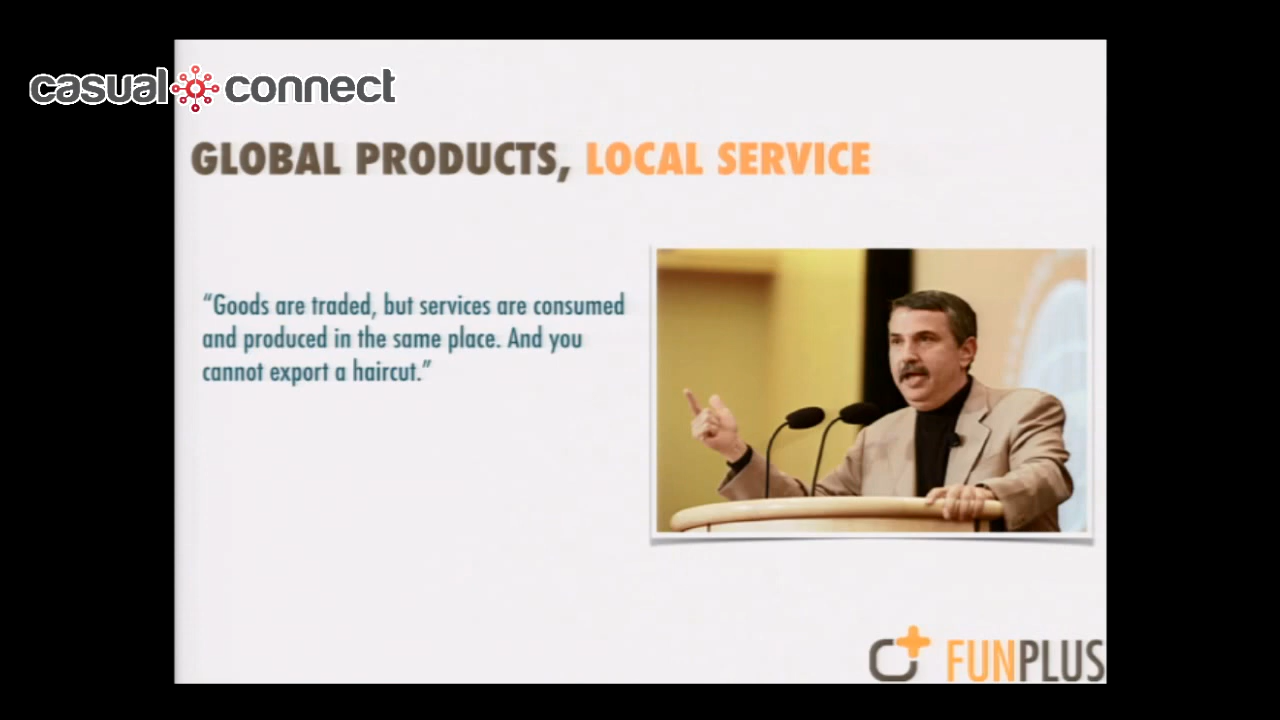 casual connect
GLOBAL PRODUCTS, LOCAL SERVICE
“Goods are traded, but services are consumed
and produced in the same place. And you
cannot export a haircut.”
FUNPLUS